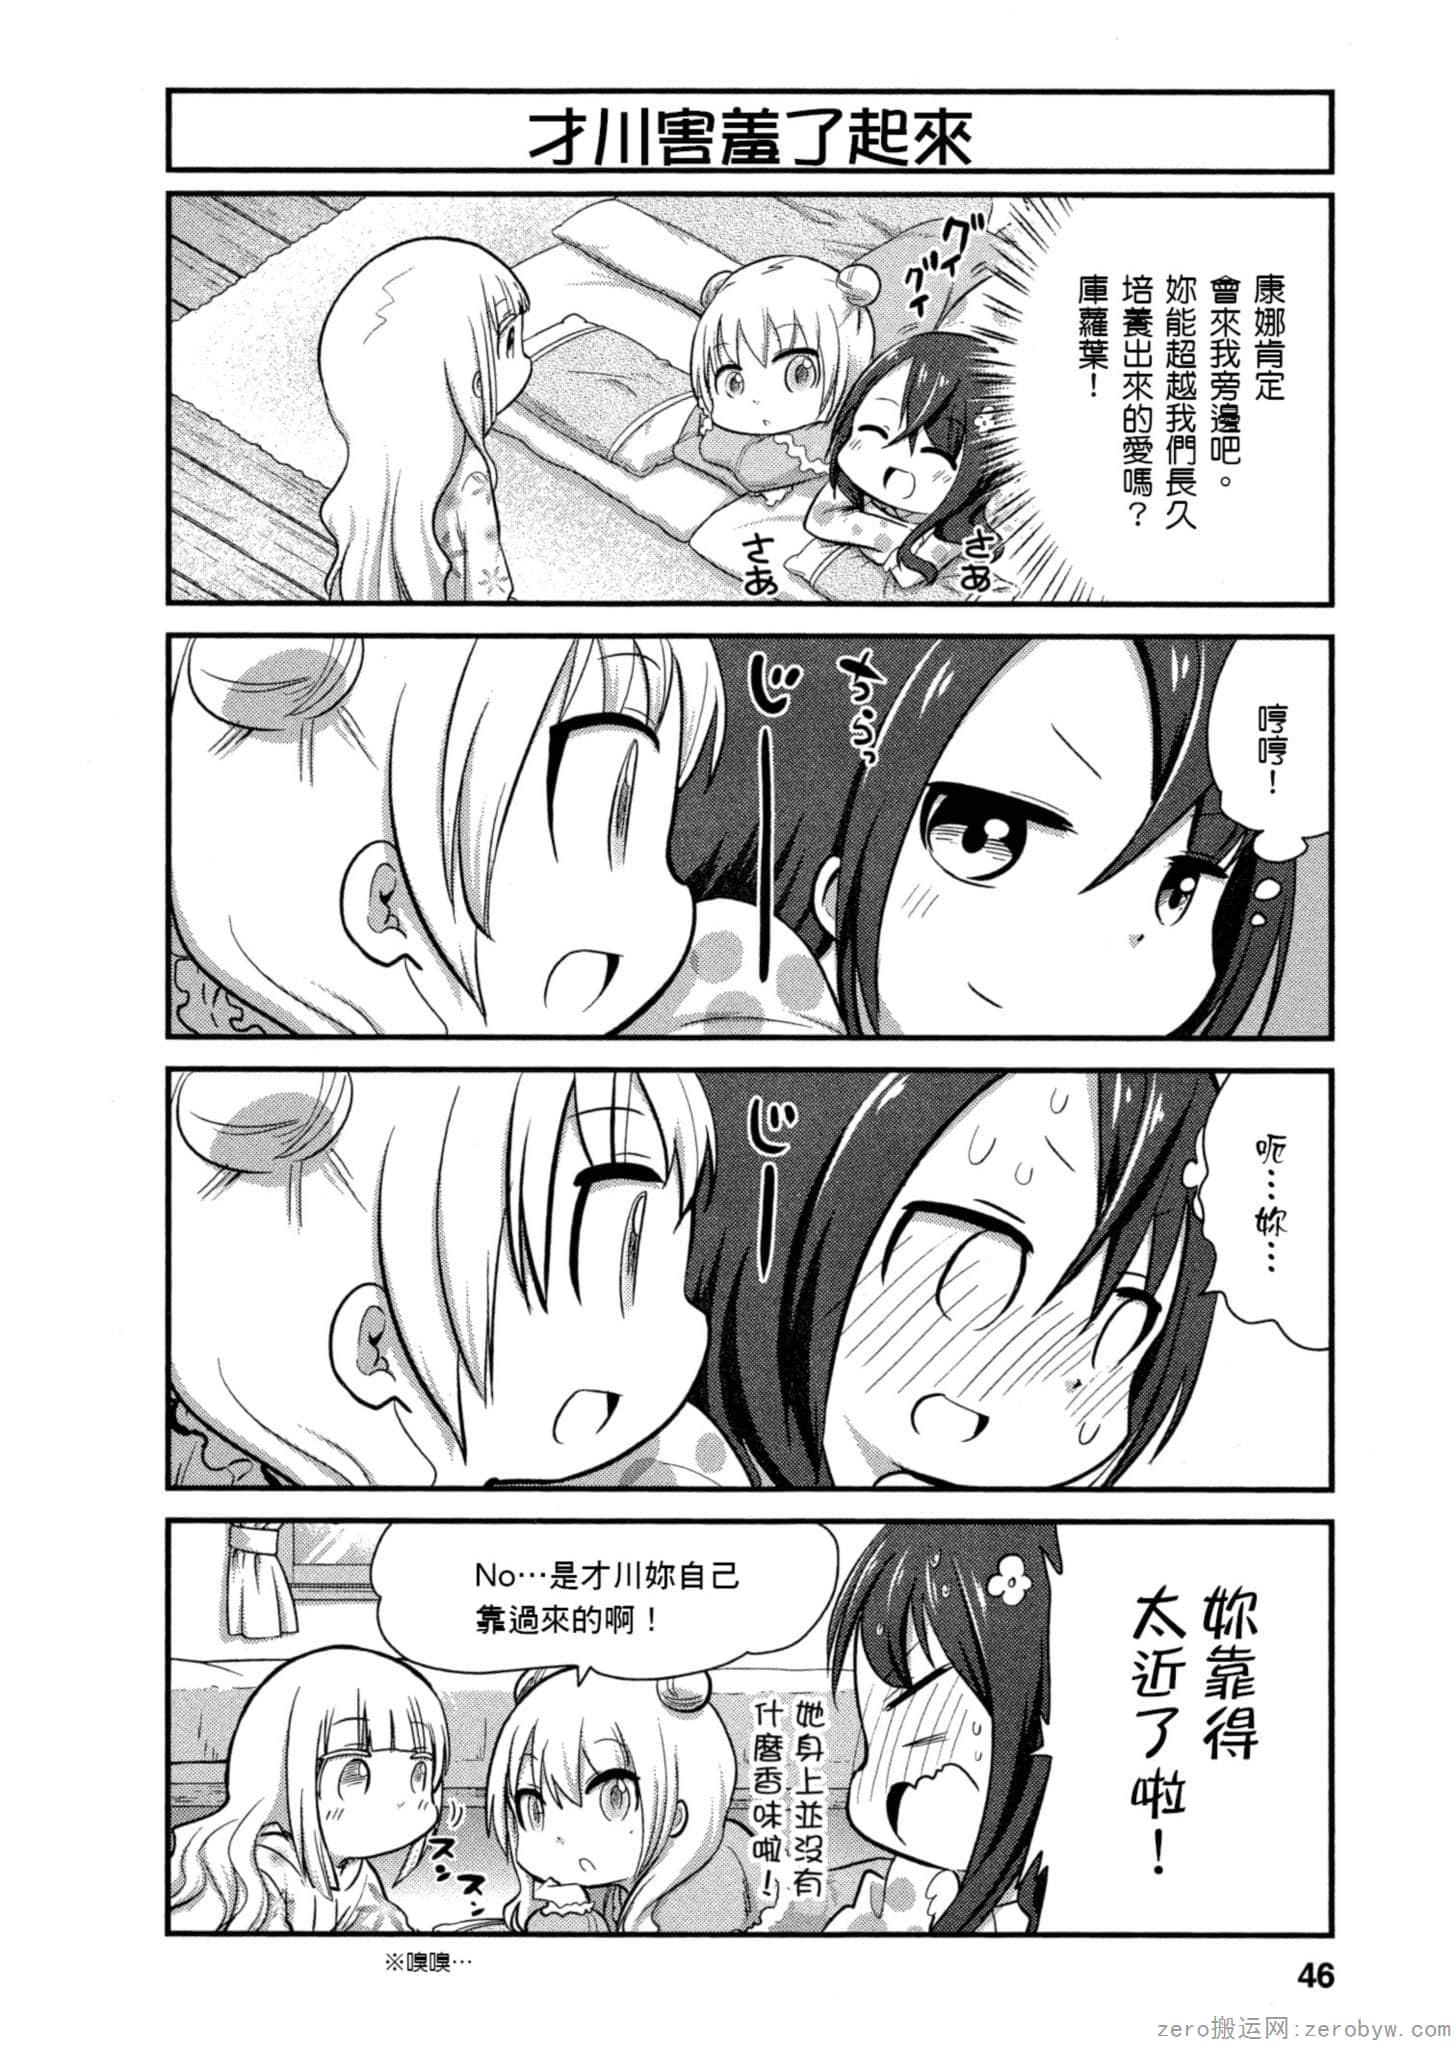 才川害羞了起來
康娜肯定
會來我旁邊吧。
妳能超越我們長久
培養出來的愛嗎？
庫蘿葉！
グイ
グイ
さあ
さあ
哼哼！
ちらっ
じー
呃…妳…
じー
妳靠得
太近了啦！
No…是才川妳自己
靠過來的啊！
她身上並沒有
什麼香味啦！
スン
スン
※嗅嗅…
46
zero搬运网:zerobyw.com